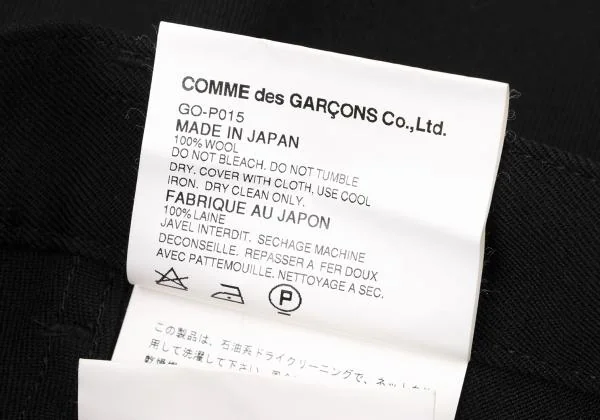 COMME des GARÇONS Co.,Ltd.
GO-P015
MADE IN JAPAN
100% WOOL
DO NOT BLEACH. DO NOT TUMBLE
DRY. COVER WITH CLOTH, USE COOL
IRON. DRY CLEAN ONLY.
FABRIQUE AU JAPON
100% LAINE
JAVEL INTERDIT. SECHAGE MACHINE
DECONSEILLE. REPASSER A FER DOUX
AVEC PATTEMOUILLE. NETTOYAGE A SEC.
P
この製品は、石油系ドライクリーニングで、ネット
用して洗濯して下さい